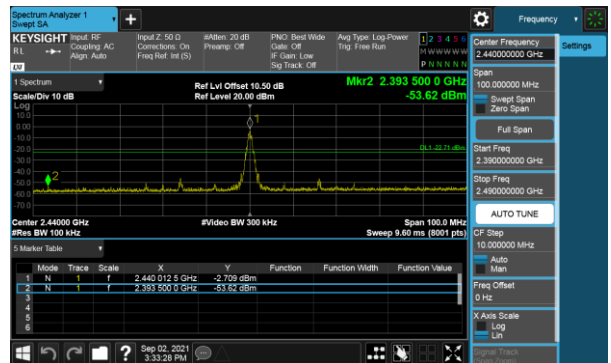 Spectrum Analyzer 1
Swept SA
Frequency
KEYSIGHT
RL
Input: RF
Coupling: AC
Align: Auto
Input Z: 50 Ω
Corrections: On
Freq Ref: Int (S)
#Atten: 20 dB
Preamp: Off
PNO: Best Wide
Gate: Off
IF Gain: Low
Sig Track: Off
Avg Type: Log-Power
Trig: Free Run
1 2 3 4 5 6
M W W W W W
P N N N N N
LXI
1 Spectrum
Scale/Div 10 dB
Ref Lvl Offset 10.50 dB
Ref Level 20.00 dBm
Mkr2 2.393 500 0 GHz
-53.62 dBm
Log
10.0
0.00
-10.0
-20.0
-30.0
-40.0
-50.0
-60.0
-70.0
1
2
DL1 -22.71 dBm
Center 2.44000 GHz
#Res BW 100 kHz
#Video BW 300 kHz
Span 100.0 MHz
Sweep 9.60 ms (8001 pts)
5 Marker Table
Mode Trace Scale X Y Function Function Width Function Value
1 N 1 f 2.440 012 5 GHz -2.709 dBm
2 N 1 f 2.393 500 0 GHz -53.62 dBm
3
4
5
6
Sep 02, 2021
3:33:28 PM
Center Frequency
2.440000000 GHz
Settings
Span
100.000000 MHz
Swept Span
Zero Span
Full Span
Start Freq
2.390000000 GHz
Stop Freq
2.490000000 GHz
AUTO TUNE
CF Step
10.000000 MHz
Auto
Man
Freq Offset
0 Hz
X Axis Scale
Log
Lin
Signal Track